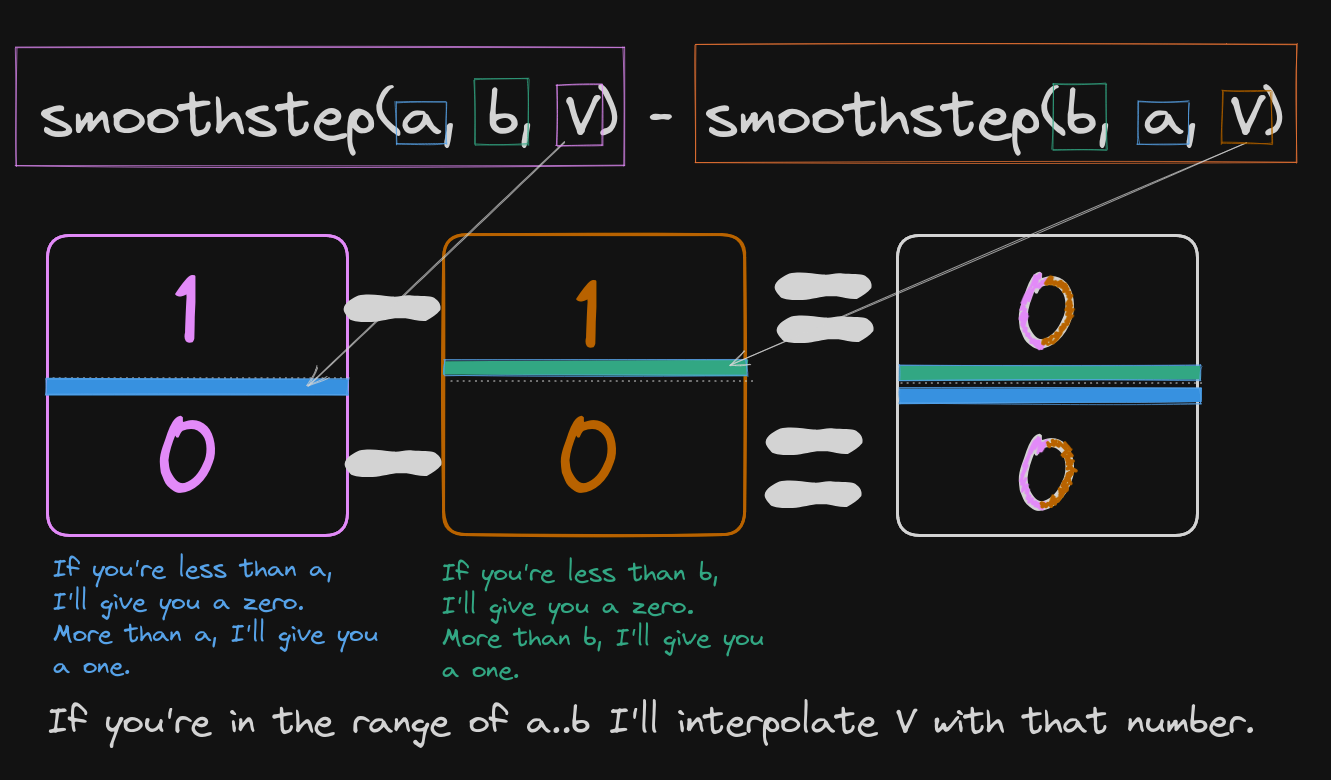 smoothstep(a, b, V) - smoothstep(b, a, V)
1 - 1 = 0
0 - 0 = 0
If you're less than a,
I'll give you a zero.
More than a, I'll give you
a one.
If you're less than b,
I'll give you a zero.
More than b, I'll give you
a one.
If you're in the range of a..b I'll interpolate V with that number.